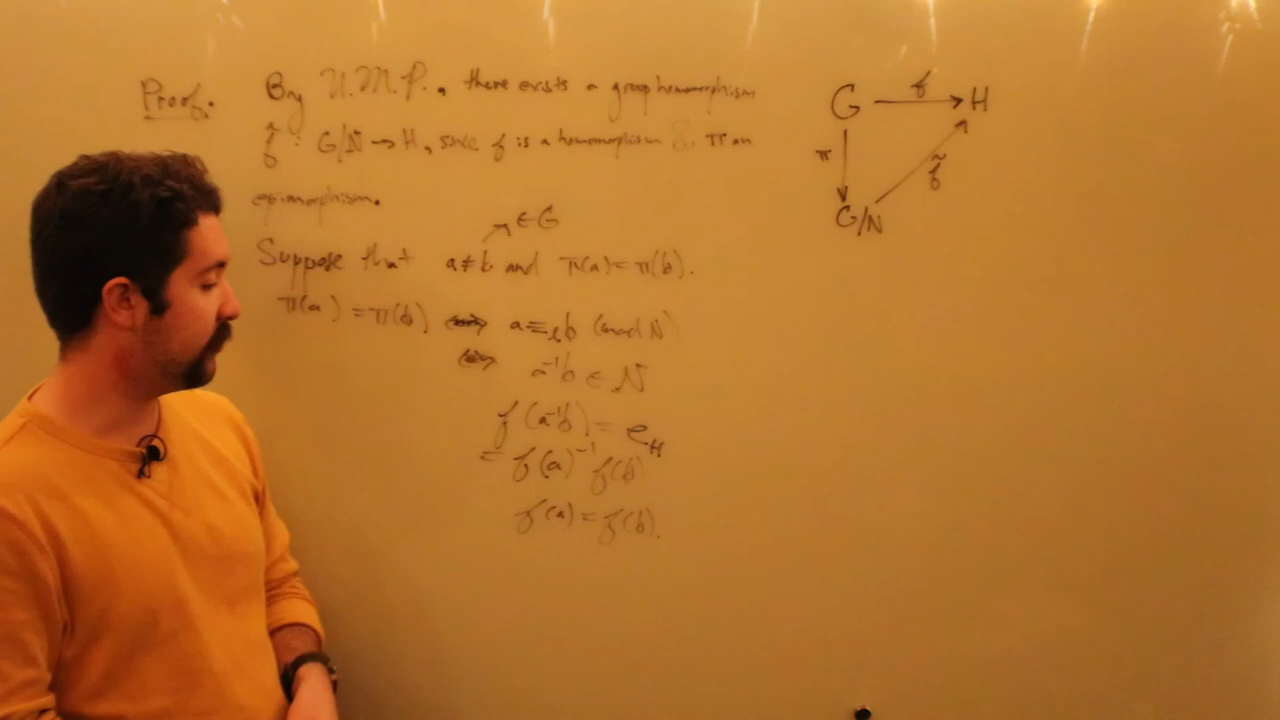 Proof: By U.M.P., there exists a group homomorphism
f̃ : G/N → H, since f is a homomorphism & π an
epimorphism.
↗ ∈ G
Suppose that a ≠ b and π(a) = π(b).
π(a) = π(b) ⟺ a ≡ₗ b (mod N)
⟺ a⁻¹b ∈ N
f(a⁻¹b) = e_H
= f(a)⁻¹ f(b)
f(a) = f(b).
G → H
f
π
f̃
G/N